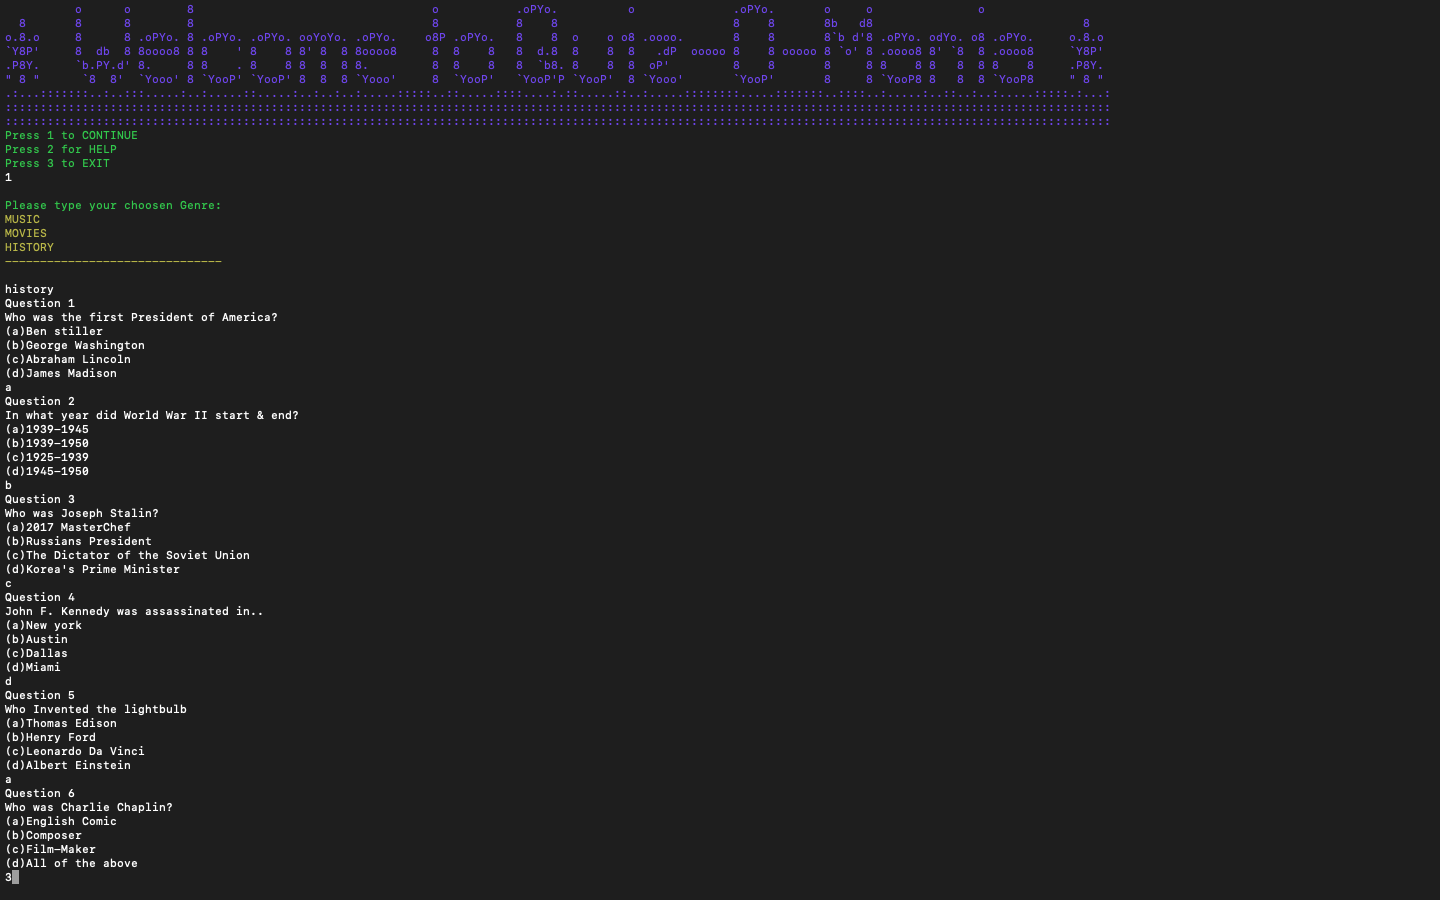 * Welcome to Quiz-O-Mania *
Press 1 to CONTINUE
Press 2 for HELP
Press 3 to EXIT
1
Please type your choosen Genre:
MUSIC
MOVIES
HISTORY
-------------------------------
history
Question 1
Who was the first President of America?
(a)Ben stiller
(b)George Washington
(c)Abraham Lincoln
(d)James Madison
a
Question 2
In what year did World War II start & end?
(a)1939-1945
(b)1939-1950
(c)1925-1939
(d)1945-1950
b
Question 3
Who was Joseph Stalin?
(a)2017 MasterChef
(b)Russians President
(c)The Dictator of the Soviet Union
(d)Korea's Prime Minister
c
Question 4
John F. Kennedy was assassinated in..
(a)New york
(b)Austin
(c)Dallas
(d)Miami
d
Question 5
Who Invented the lightbulb
(a)Thomas Edison
(b)Henry Ford
(c)Leonardo Da Vinci
(d)Albert Einstein
a
Question 6
Who was Charlie Chaplin?
(a)English Comic
(b)Composer
(c)Film-Maker
(d)All of the above
3